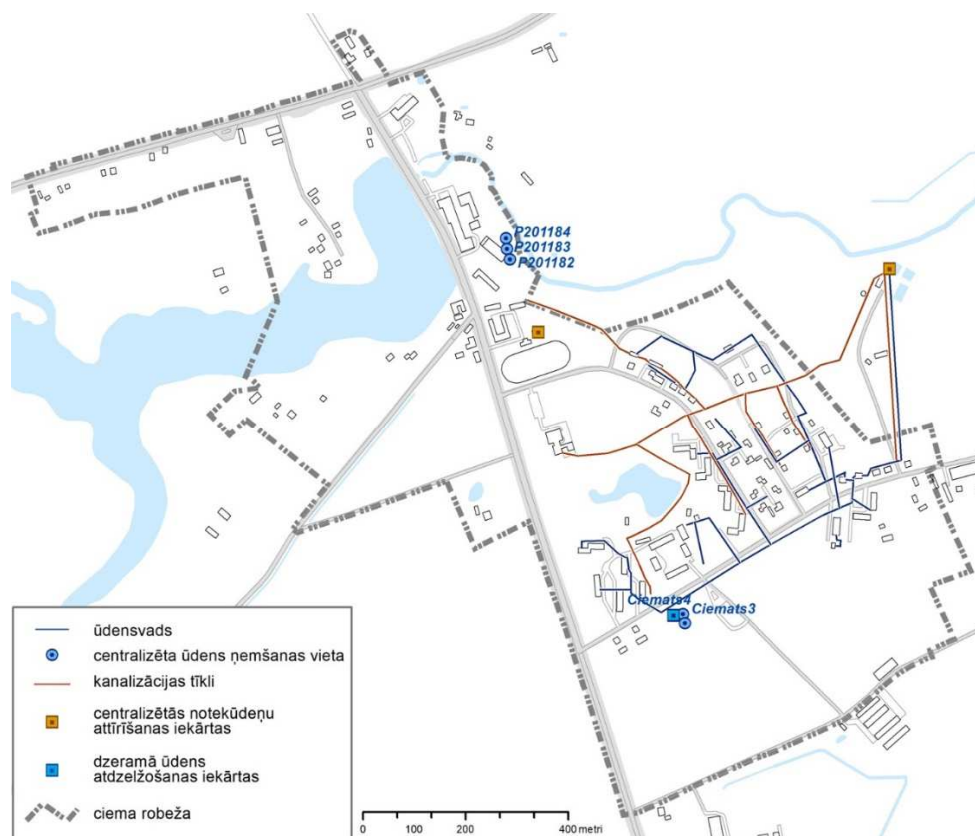 P201184
P201183
P201182
Ciemats4
Ciemats3
ūdensvads
centralizēta ūdens ņemšanas vieta
kanalizācijas tīkli
centralizētās notekūdeņu
attīrīšanas iekārtas
dzeramā ūdens
atdzelžošanas iekārtas
ciema robeža
0 100 200 400 metri